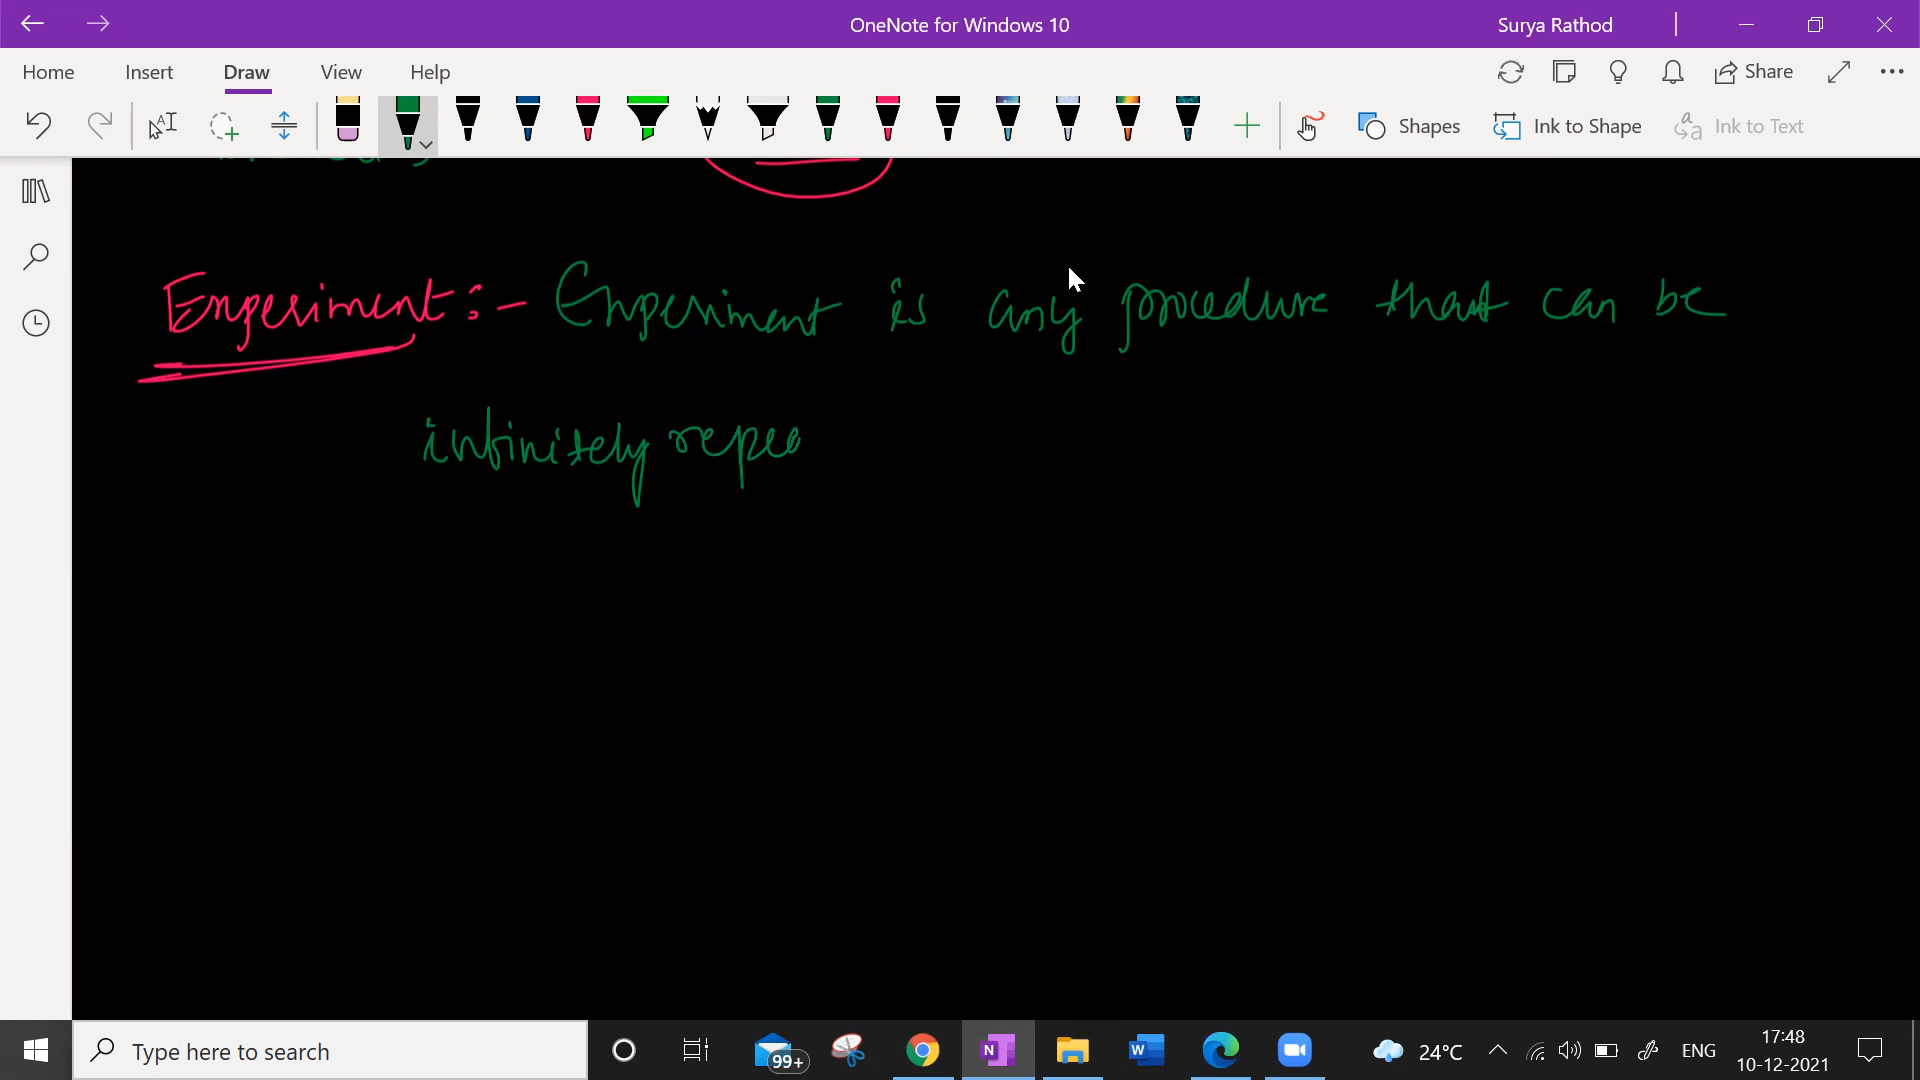 OneNote for Windows 10 Surya Rathod
Home Insert Draw View Help Share
Shapes Ink to Shape Ink to Text
Experiment :- Experiment is any procedure that can be
infinitely repea
Type here to search 99+ 24°C ENG 17:48
10-12-2021